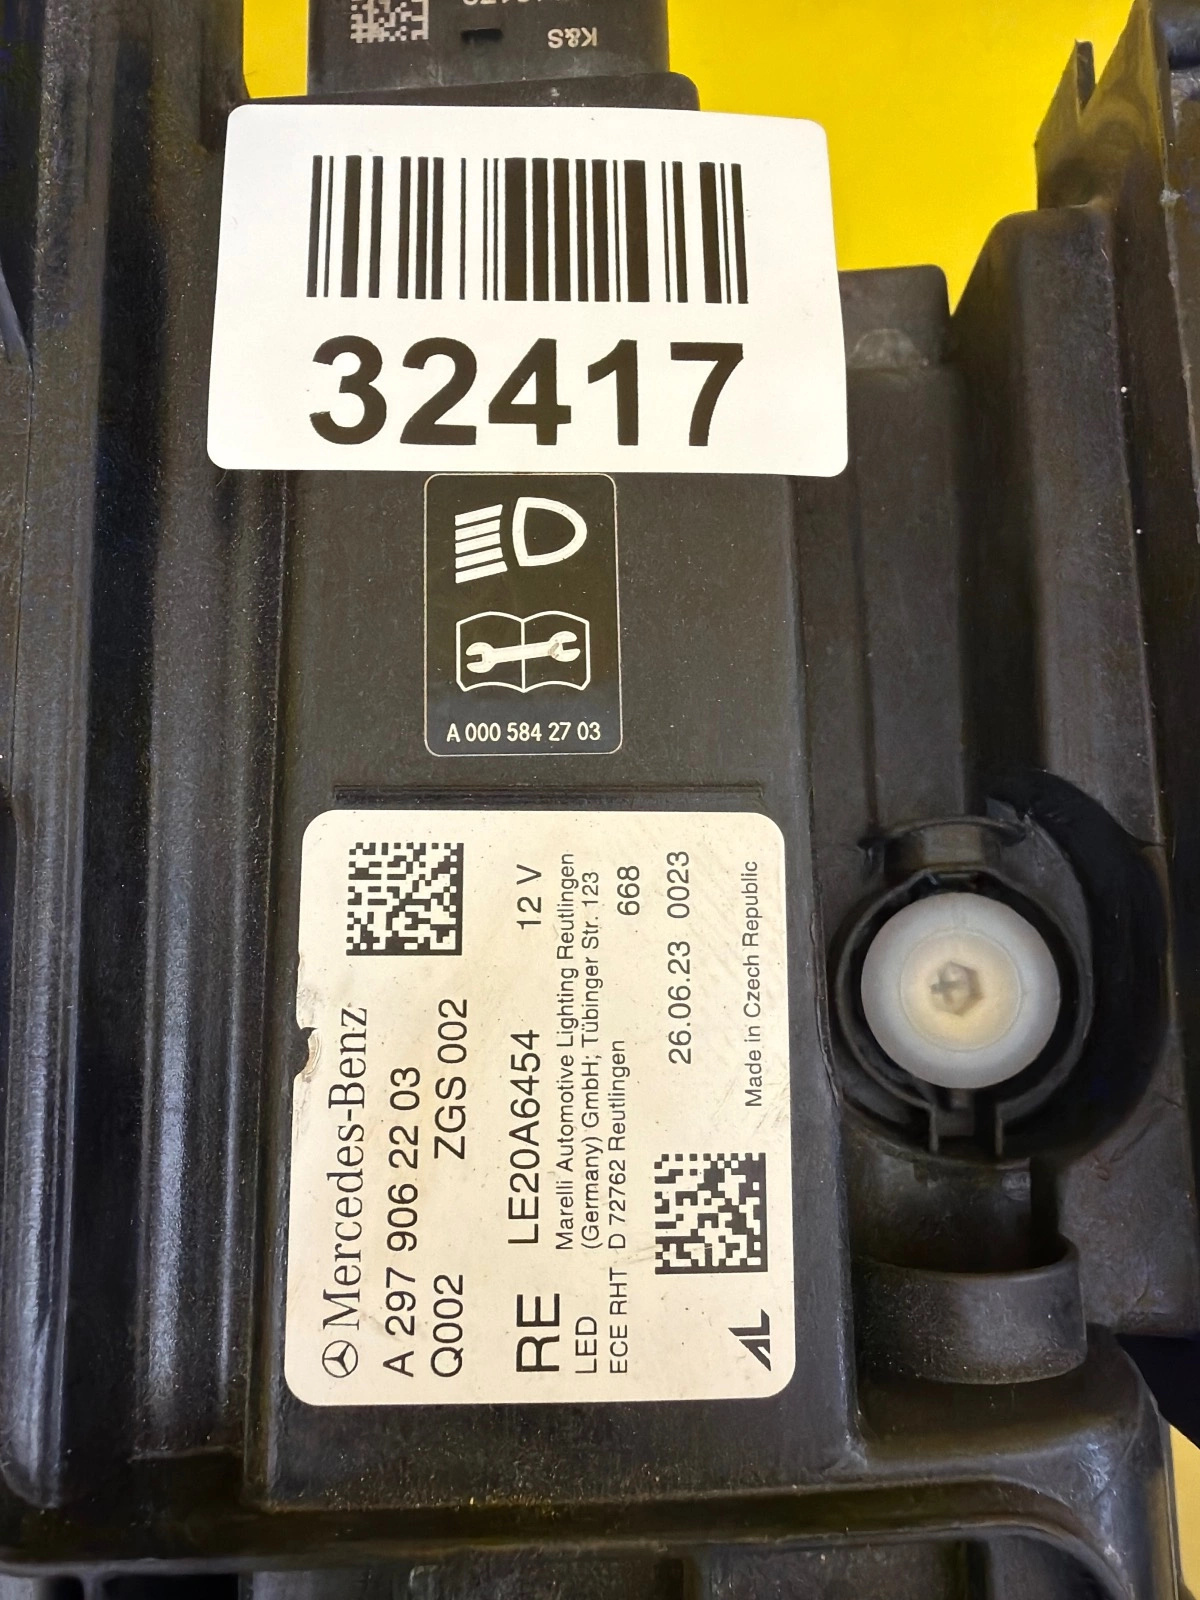 K&S
32417
A 000 584 27 03
Mercedes-Benz
A 297 906 22 03
Q002 ZGS 002
RE LE20A6454 12 V
LED Marelli Automotive Lighting Reutlingen
(Germany) GmbH; Tübinger Str. 123
ECE RHT D 72762 Reutlingen 668
26.06.23 0023
Made in Czech Republic
AL